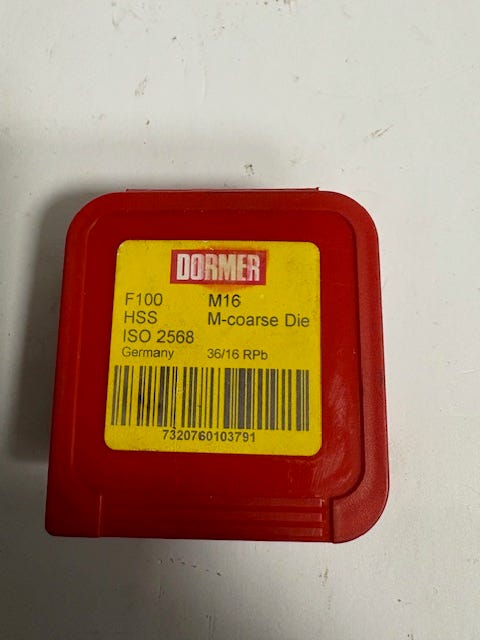 DORMER
F100 M16
HSS M-coarse Die
ISO 2568
Germany 36/16 RPb
7320760103791